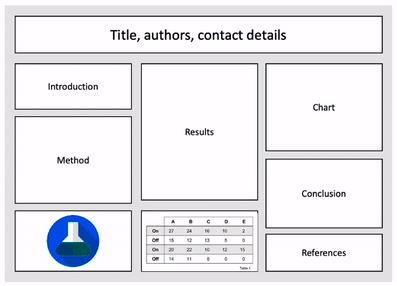 Title, authors, contact details
Introduction
Method
Results
Chart
Conclusion
References
A B C D E
On 27 24 16 10 2
Off 15 12 13 5 0
On 20 22 10 12 15
Off 14 11 6 0 0
Table 1